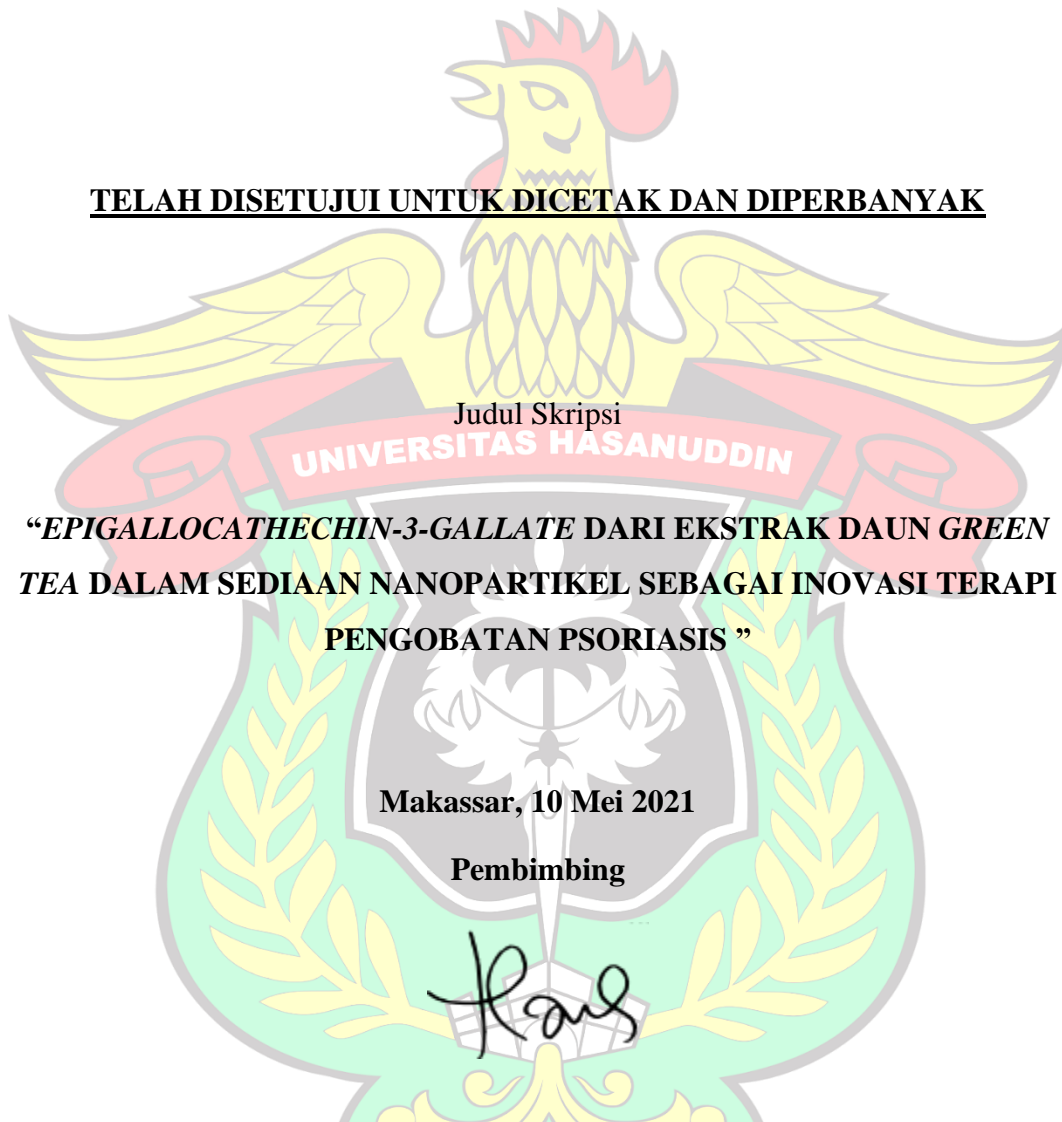 TELAH DISETUJUI UNTUK DICETAK DAN DIPERBANYAK
Judul Skripsi
UNIVERSITAS HASANUDDIN
“EPIGALLOCATHECHIN-3-GALLATE DARI EKSTRAK DAUN GREEN
TEA DALAM SEDIAAN NANOPARTIKEL SEBAGAI INOVASI TERAPI
PENGOBATAN PSORIASIS ”
Makassar, 10 Mei 2021
Pembimbing